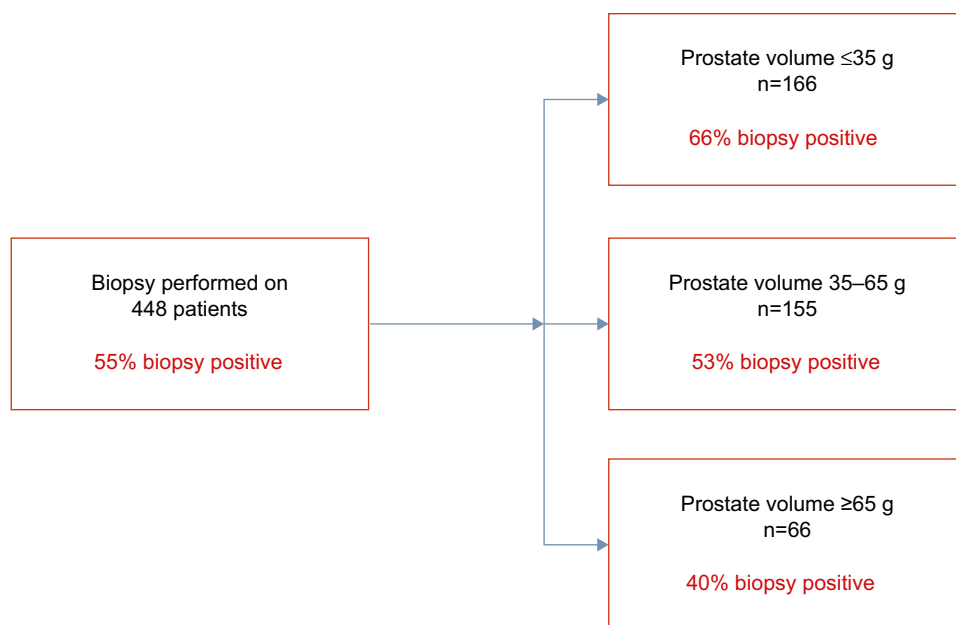 Biopsy performed on
448 patients
55% biopsy positive
Prostate volume ≤35 g
n=166
66% biopsy positive
Prostate volume 35–65 g
n=155
53% biopsy positive
Prostate volume ≥65 g
n=66
40% biopsy positive